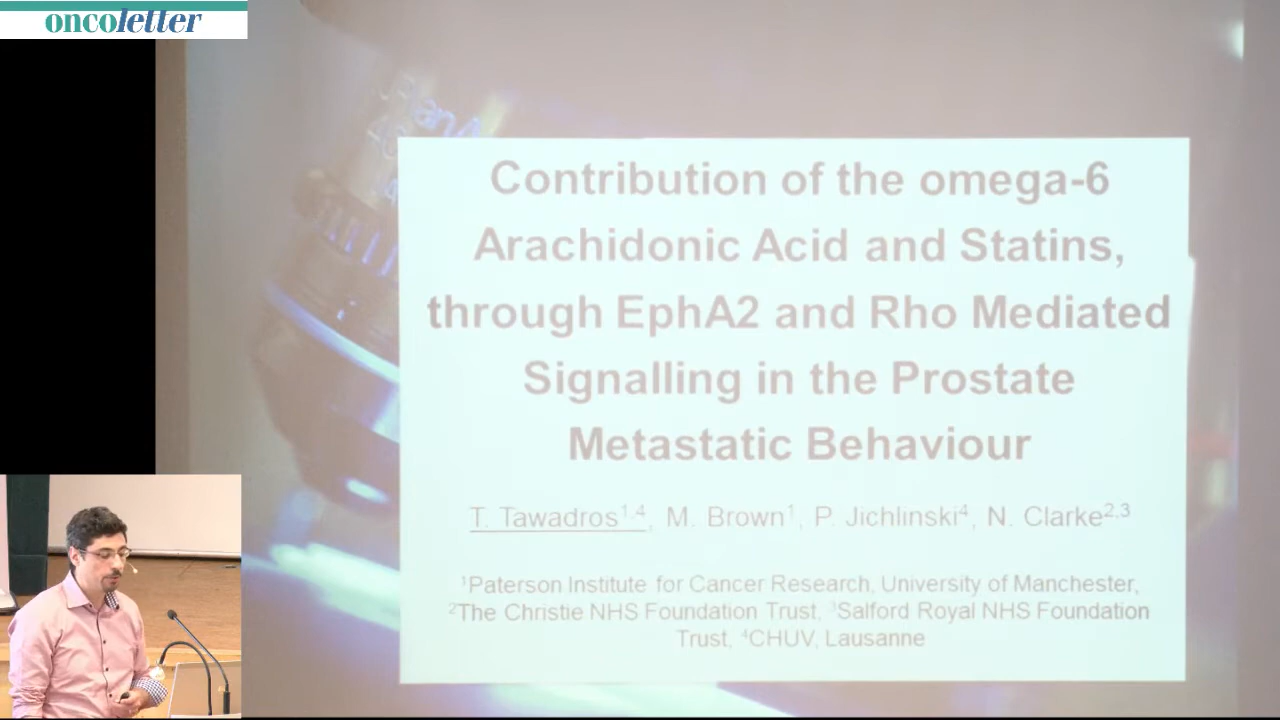 oncoletter
Contribution of the omega-6
Arachidonic Acid and Statins,
through EphA2 and Rho Mediated
Signalling in the Prostate
Metastatic Behaviour
T. Tawadros¹,⁴, M. Brown¹, P. Jichlinski⁴, N. Clarke²,³
¹Paterson Institute for Cancer Research, University of Manchester,
²The Christie NHS Foundation Trust, ³Salford Royal NHS Foundation
Trust, ⁴CHUV, Lausanne